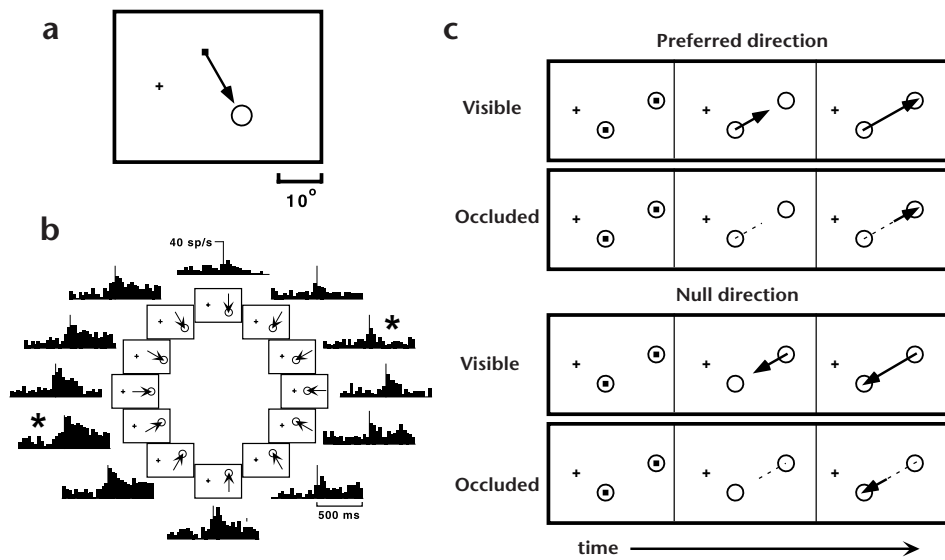 a
10°
b
40 sp/s
*
*
500 ms
c
Preferred direction
Visible
Occluded
Null direction
Visible
Occluded
time